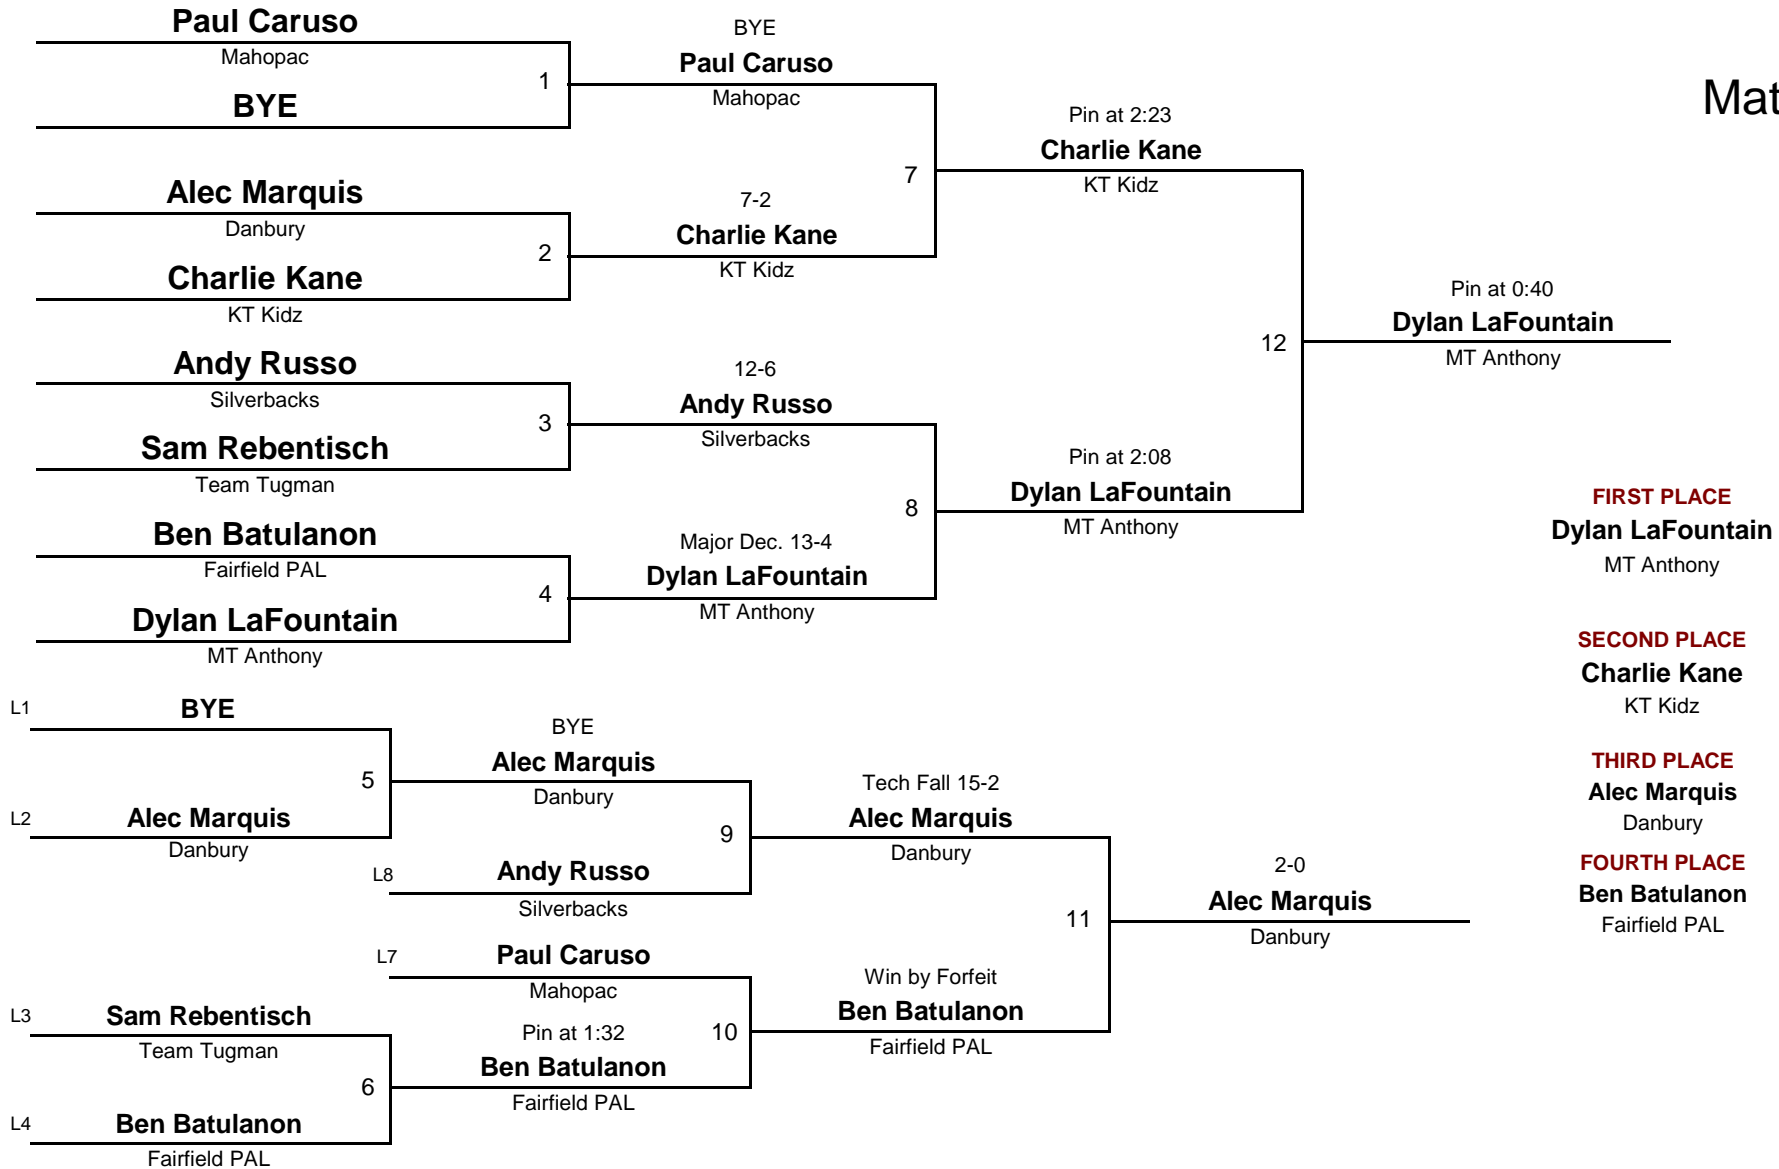 Paul Caruso
Mahopac
BYE
1
Alec Marquis
Danbury
Charlie Kane
KT Kidz
2
Andy Russo
Silverbacks
Sam Rebentisch
Team Tugman
3
Ben Batulanon
Fairfield PAL
Dylan LaFountain
MT Anthony
4
BYE
Paul Caruso
Mahopac
7-2
Charlie Kane
KT Kidz
7
12-6
Andy Russo
Silverbacks
Major Dec. 13-4
Dylan LaFountain
MT Anthony
8
Pin at 2:23
Charlie Kane
KT Kidz
Pin at 2:08
Dylan LaFountain
MT Anthony
12
Pin at 0:40
Dylan LaFountain
MT Anthony
Mat
FIRST PLACE
Dylan LaFountain
MT Anthony
SECOND PLACE
Charlie Kane
KT Kidz
THIRD PLACE
Alec Marquis
Danbury
FOURTH PLACE
Ben Batulanon
Fairfield PAL
L1
BYE
L2
Alec Marquis
Danbury
5
L3
Sam Rebentisch
Team Tugman
L4
Ben Batulanon
Fairfield PAL
6
BYE
Alec Marquis
Danbury
L8
Andy Russo
Silverbacks
9
L7
Paul Caruso
Mahopac
Pin at 1:32
Ben Batulanon
Fairfield PAL
10
Tech Fall 15-2
Alec Marquis
Danbury
Win by Forfeit
Ben Batulanon
Fairfield PAL
11
2-0
Alec Marquis
Danbury